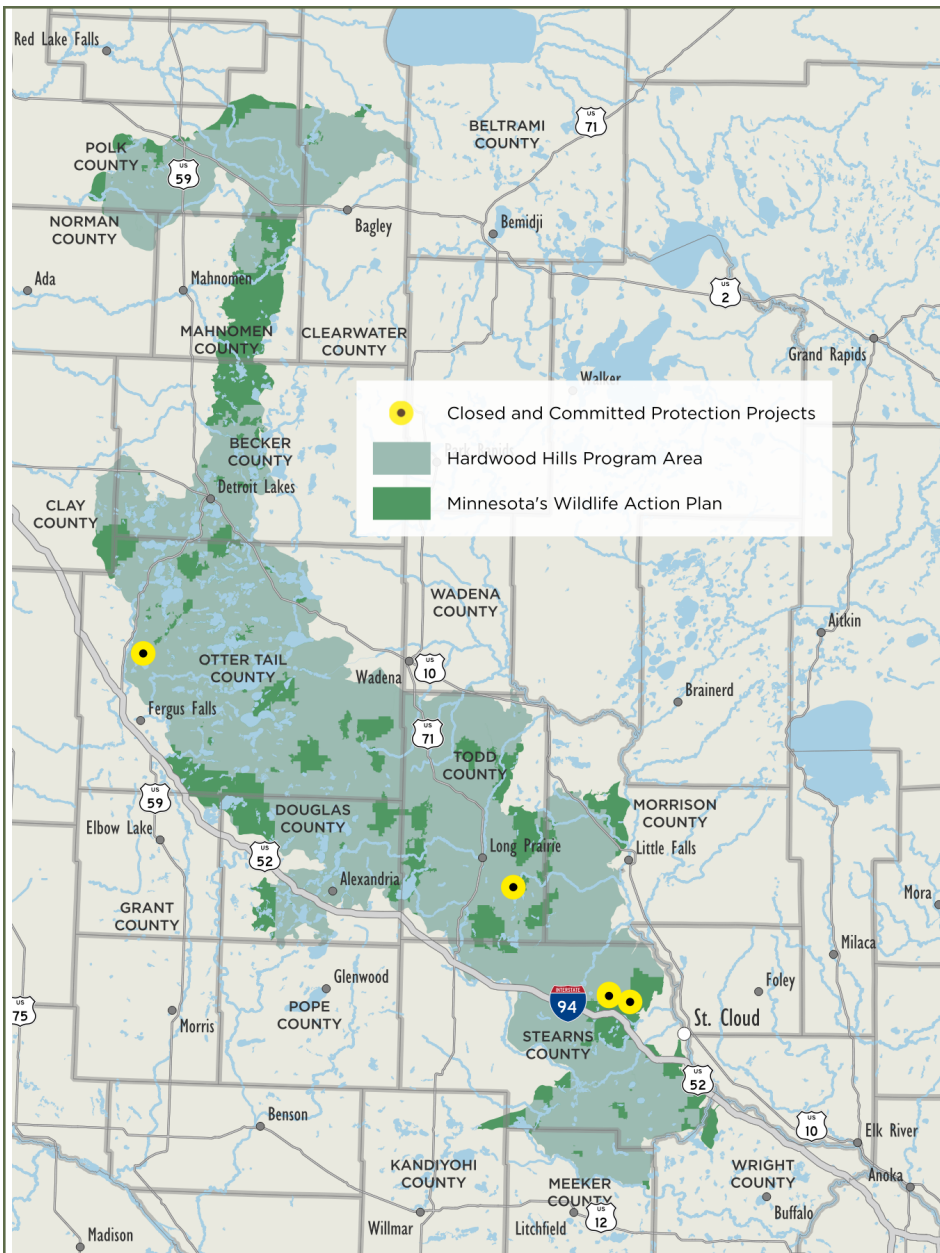 Red Lake Falls
BELTRAMI
COUNTY
US
71
POLK
COUNTY
US
59
NORMAN
COUNTY
Bagley
Bemidji
Ada
Mahnomen
US
2
MAHNOMEN
COUNTY
CLEARWATER
COUNTY
Grand Rapids
Walker
Closed and Committed Protection Projects
Hardwood Hills Program Area
Minnesota's Wildlife Action Plan
BECKER
COUNTY
Detroit Lakes
CLAY
COUNTY
WADENA
COUNTY
Aitkin
OTTER TAIL
COUNTY
Wadena
US
10
Brainerd
Fergus Falls
US
71
TODD
COUNTY
US
59
DOUGLAS
COUNTY
MORRISON
COUNTY
Elbow Lake
US
52
Long Prairie
Little Falls
Alexandria
GRANT
COUNTY
Mora
Milaca
Glenwood
Foley
US
75
Morris
POPE
COUNTY
INTERSTATE
94
St. Cloud
STEARNS
COUNTY
US
52
Benson
US
10
Elk River
KANDIYOHI
COUNTY
WRIGHT
COUNTY
MEEKER
COUNTY
Anoka
Buffalo
Willmar
Litchfield
US
12
Madison